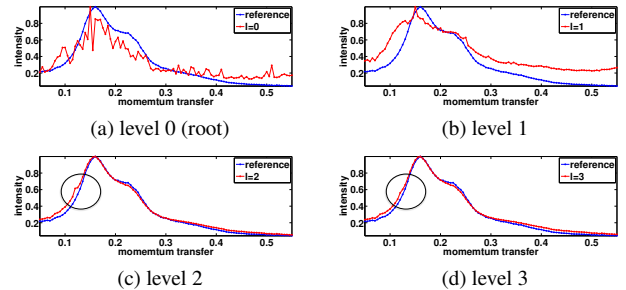 reference
l=0
intensity
0.8
0.6
0.4
0.2
0.1 0.2 0.3 0.4 0.5
momemtum transfer
(a) level 0 (root)
reference
l=1
intensity
0.8
0.6
0.4
0.2
0.1 0.2 0.3 0.4 0.5
momemtum transfer
(b) level 1
reference
l=2
intensity
0.8
0.6
0.4
0.2
0.1 0.2 0.3 0.4 0.5
momemtum transfer
(c) level 2
reference
l=3
intensity
0.8
0.6
0.4
0.2
0.1 0.2 0.3 0.4 0.5
momemtum transfer
(d) level 3